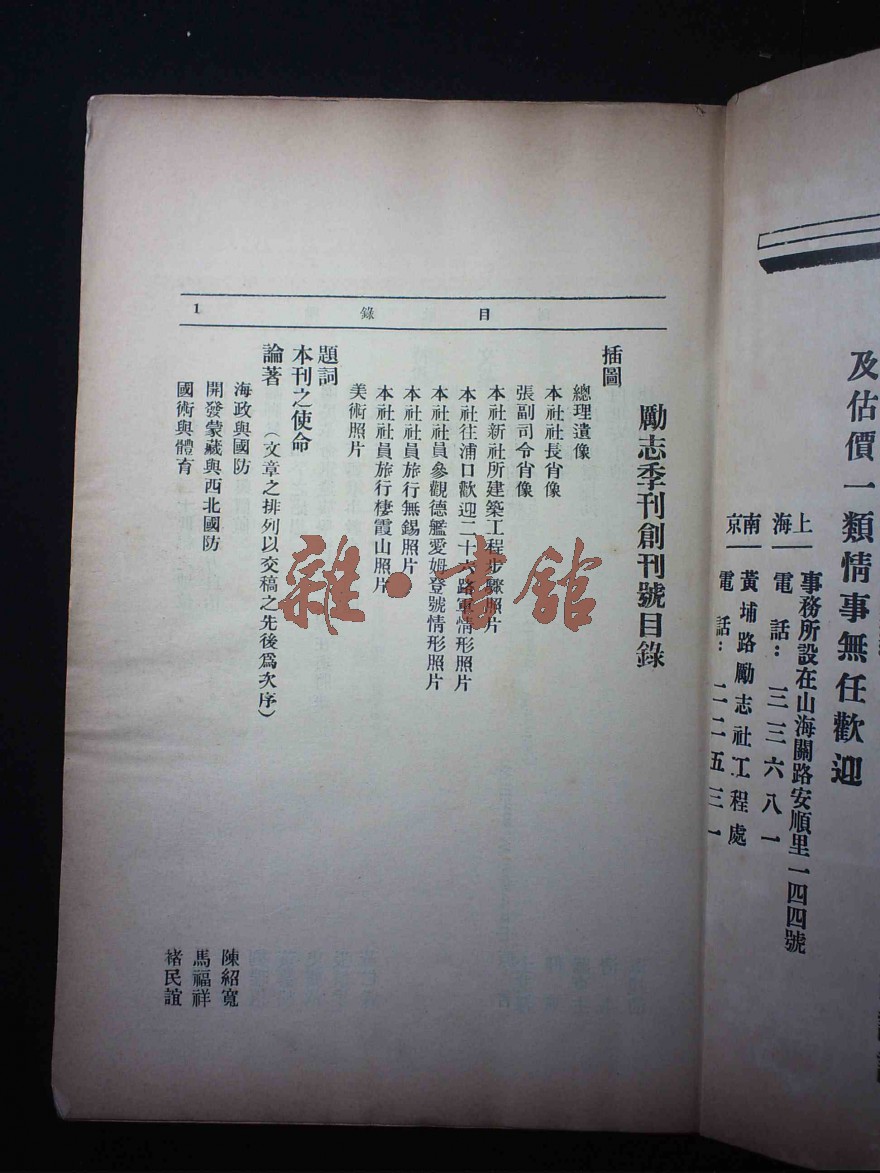 及估價一類情事無任歡迎
上海
事務所設在山海關路安順里一四四號
電話：三三六八一
南京
黃埔路勵志社工程處
電話：二二五三一
目錄
1
勵志季刊創刊號目錄
插圖
總理遺像
本社社長肖像
張副司令肖像
本社新社所建築工程步驟照片
本社往浦口歡迎二十六路軍情形照片
本社社員參觀德艦愛姆登號情形照片
本社社員旅行無錫照片
本社社員旅行棲霞山照片
美術照片
題詞
本刊之使命
論著（文章之排列以交稿之先後爲次序）
海政與國防 陳紹寬
開發蒙藏與西北國防 馬福祥
國術與體育 褚民誼
雜·書館